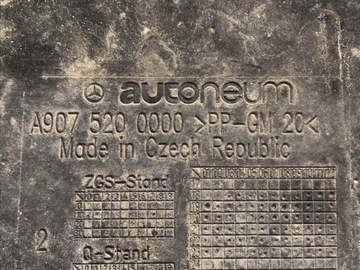 autoneum
A907 520 0000 >PP-GM 20<
Made in Czech Republic
ZGS-Stand
2
Q-Stand